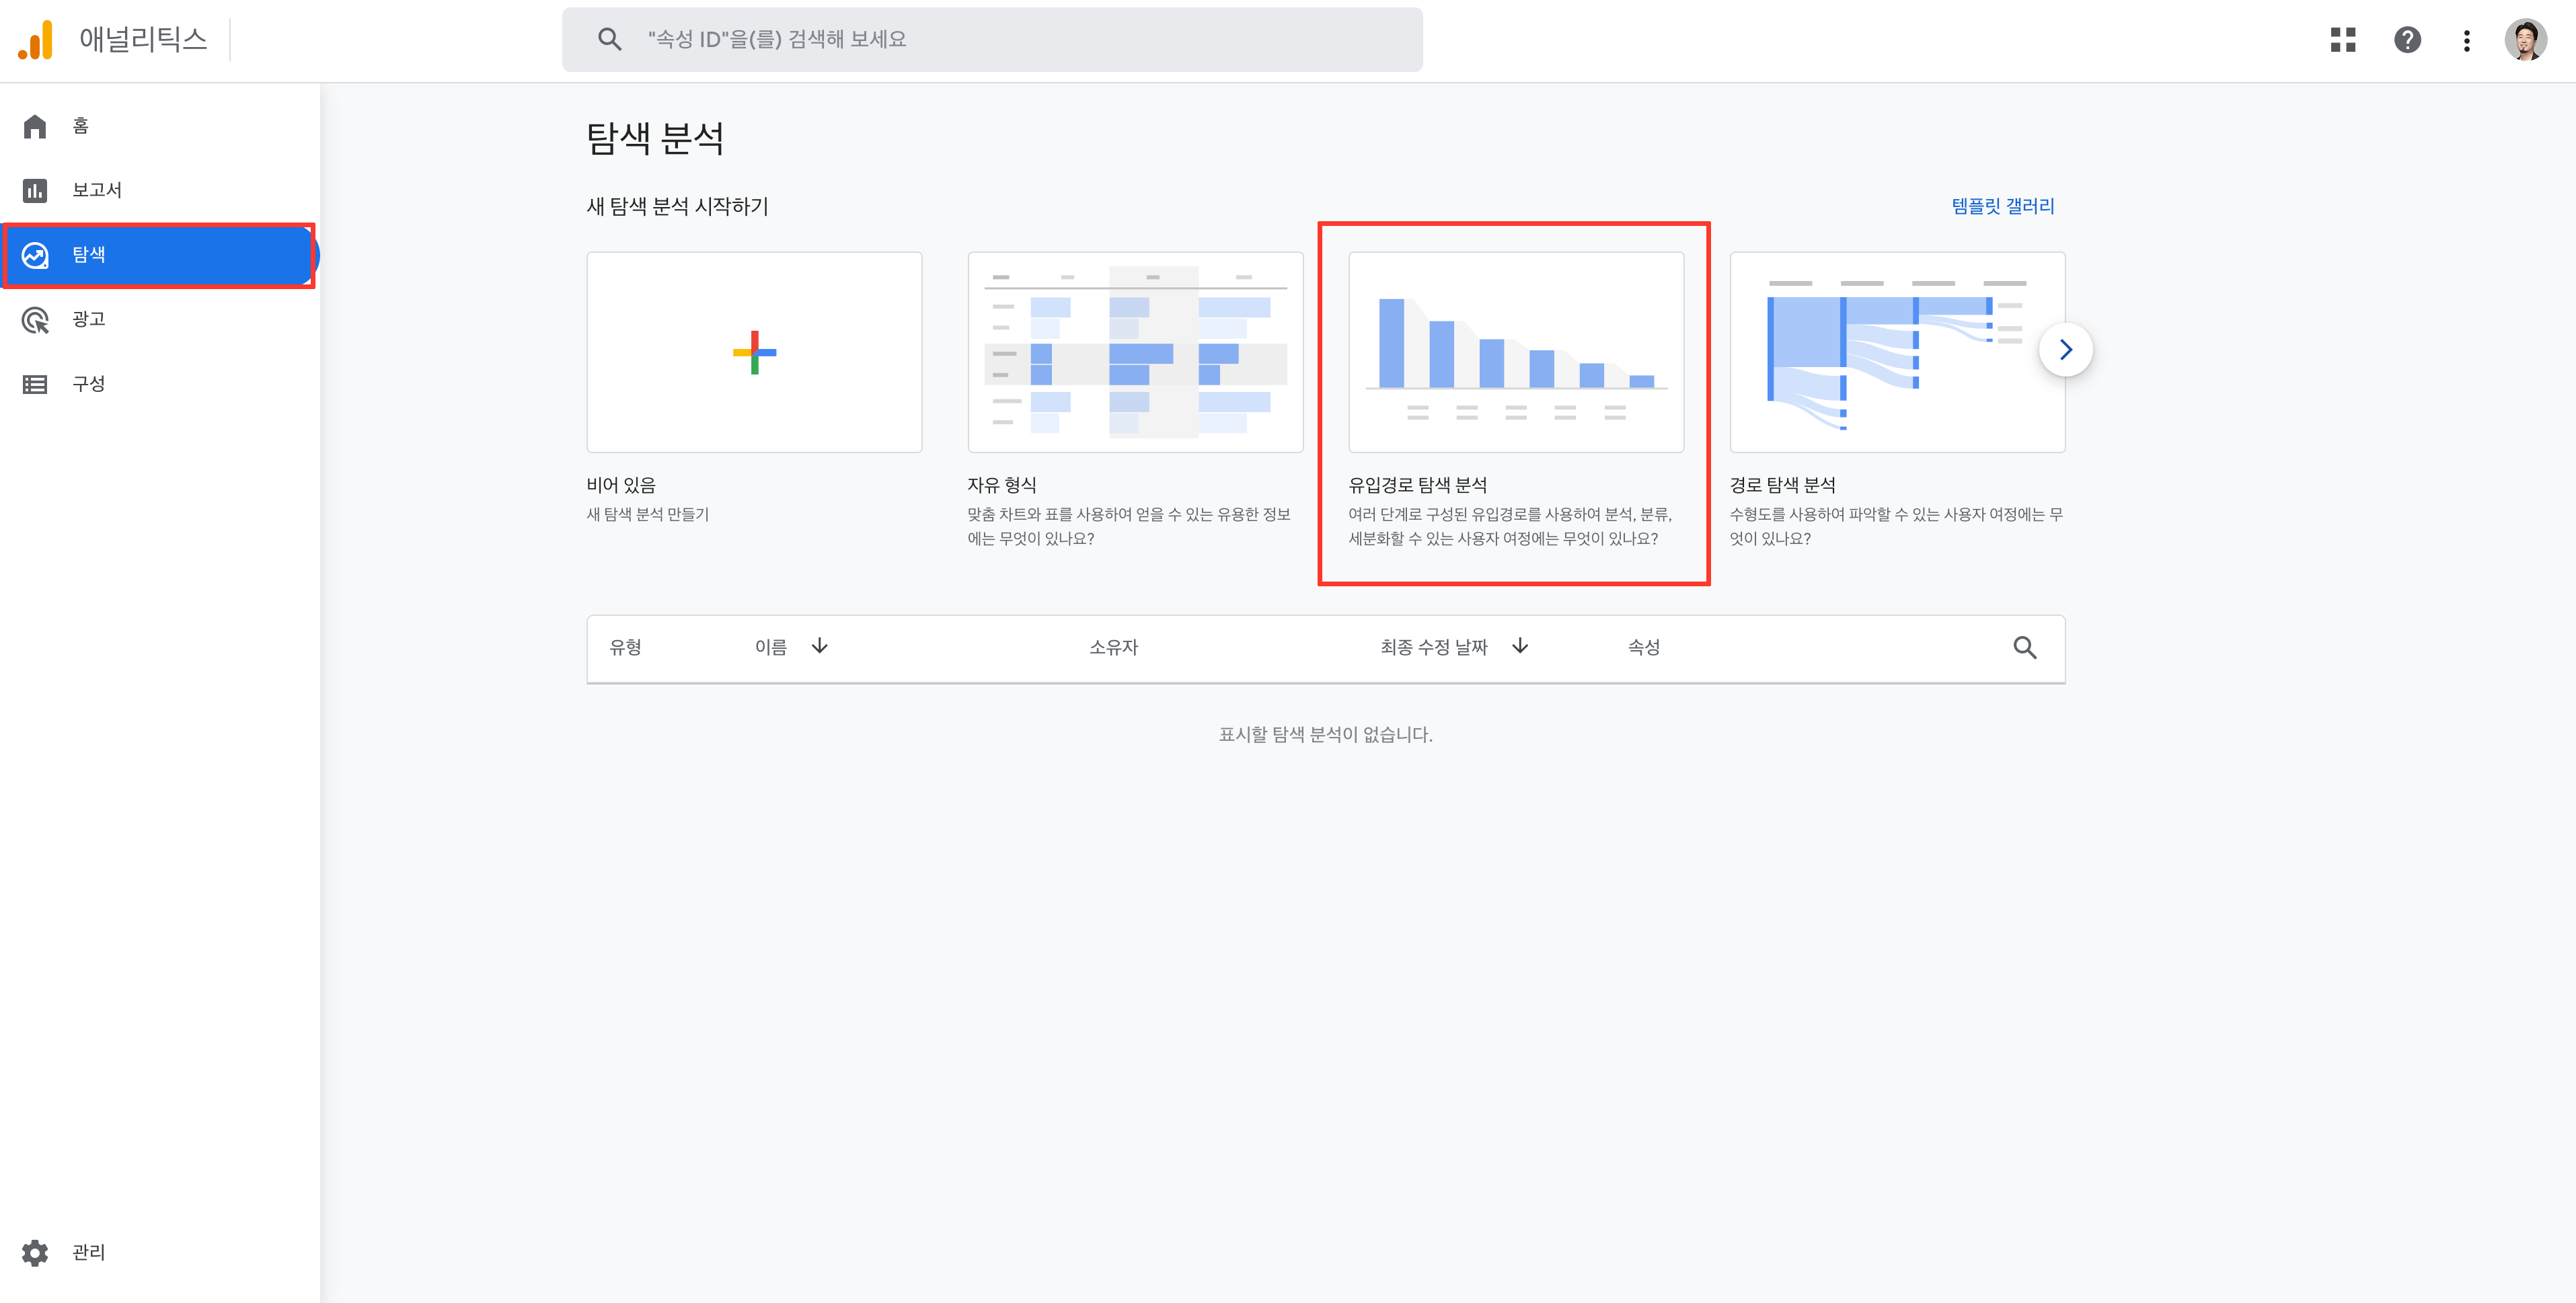 애널리틱스
"속성 ID"을(를) 검색해 보세요
홈
보고서
탐색
광고
구성
관리
탐색 분석
새 탐색 분석 시작하기
템플릿 갤러리
비어 있음
새 탐색 분석 만들기
자유 형식
맞춤 차트와 표를 사용하여 얻을 수 있는 유용한 정보
에는 무엇이 있나요?
유입경로 탐색 분석
여러 단계로 구성된 유입경로를 사용하여 분석, 분류,
세분화할 수 있는 사용자 여정에는 무엇이 있나요?
경로 탐색 분석
수형도를 사용하여 파악할 수 있는 사용자 여정에는 무
엇이 있나요?
유형 이름 소유자 최종 수정 날짜 속성
표시할 탐색 분석이 없습니다.